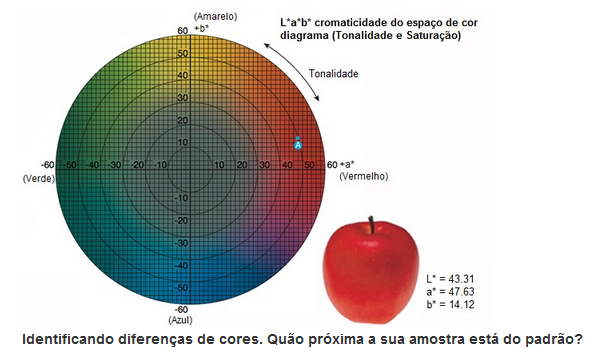 (Amarelo)
60 +b*
L*a*b* cromaticidade do espaço de cor
diagrama (Tonalidade e Saturação)
50
40
Tonalidade
30
20
10
A
-60 -50 -40 -30 -20 -10 10 20 30 40 50 60 +a*
(Verde)
(Vermelho)
-10
-20
-30
-40
-50
-60
(Azul)
L* = 43.31
a* = 47.63
b* = 14.12
Identificando diferenças de cores. Quão próxima a sua amostra está do padrão?